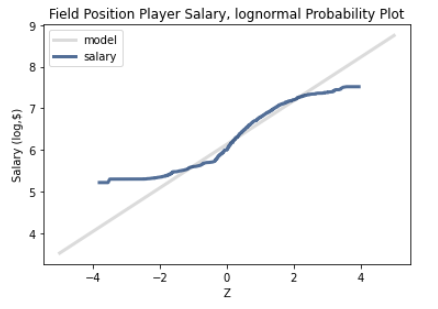 Field Position Player Salary, lognormal Probability Plot
9
8
7
6
5
4
model
salary
Salary (log,$)
−4
−2
0
2
4
Z